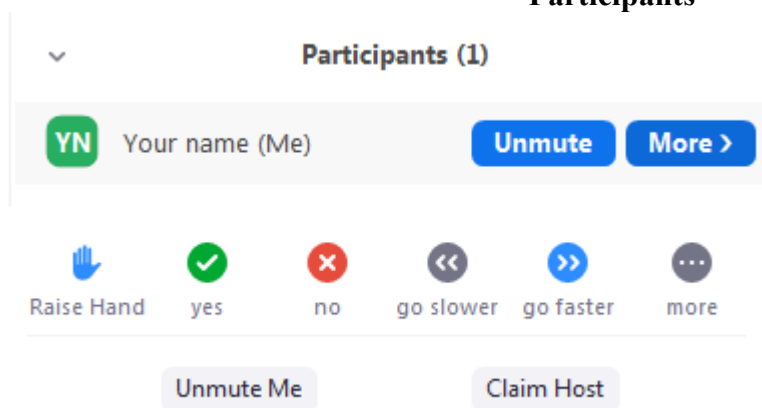 Participants
Participants (1)
YN Your name (Me) Unmute More >
Raise Hand yes no go slower go faster more
Unmute Me Claim Host